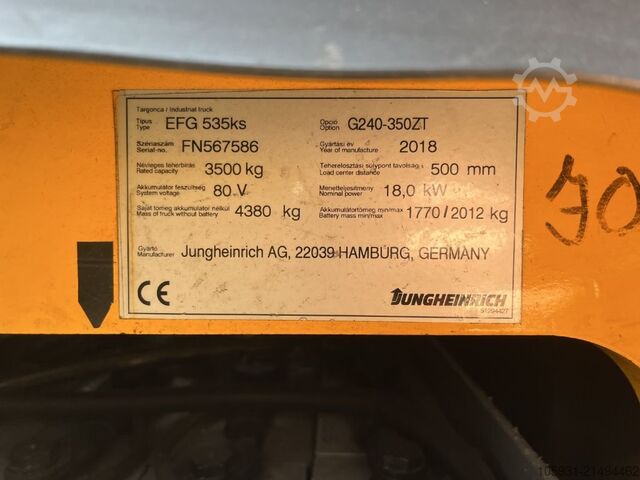 Targonca / Industrial truck
Típus
Type
EFG 535ks
Opció
Option
G240-350ZT
Szériaszám
Serial-no.
FN567586
Gyártási év
Year of manufacture
2018
Névleges teherbírás
Rated capacity
3500 kg
Teherelosztási súlypont távolság
Load center distance
500 mm
Akkumulátor feszültség
System voltage
80 V
Menetteljesítmény
Nominal power
18,0 kW
Saját tömeg akkumulátor nélkül
Mass of truck without battery
4380 kg
Akkumulátortömeg min/max
Battery mass min/max
1770/2012 kg
Gyártó
Manufacturer
Jungheinrich AG, 22039 HAMBURG, GERMANY
CE
JUNGHEINRICH
51294427
105931-21494462